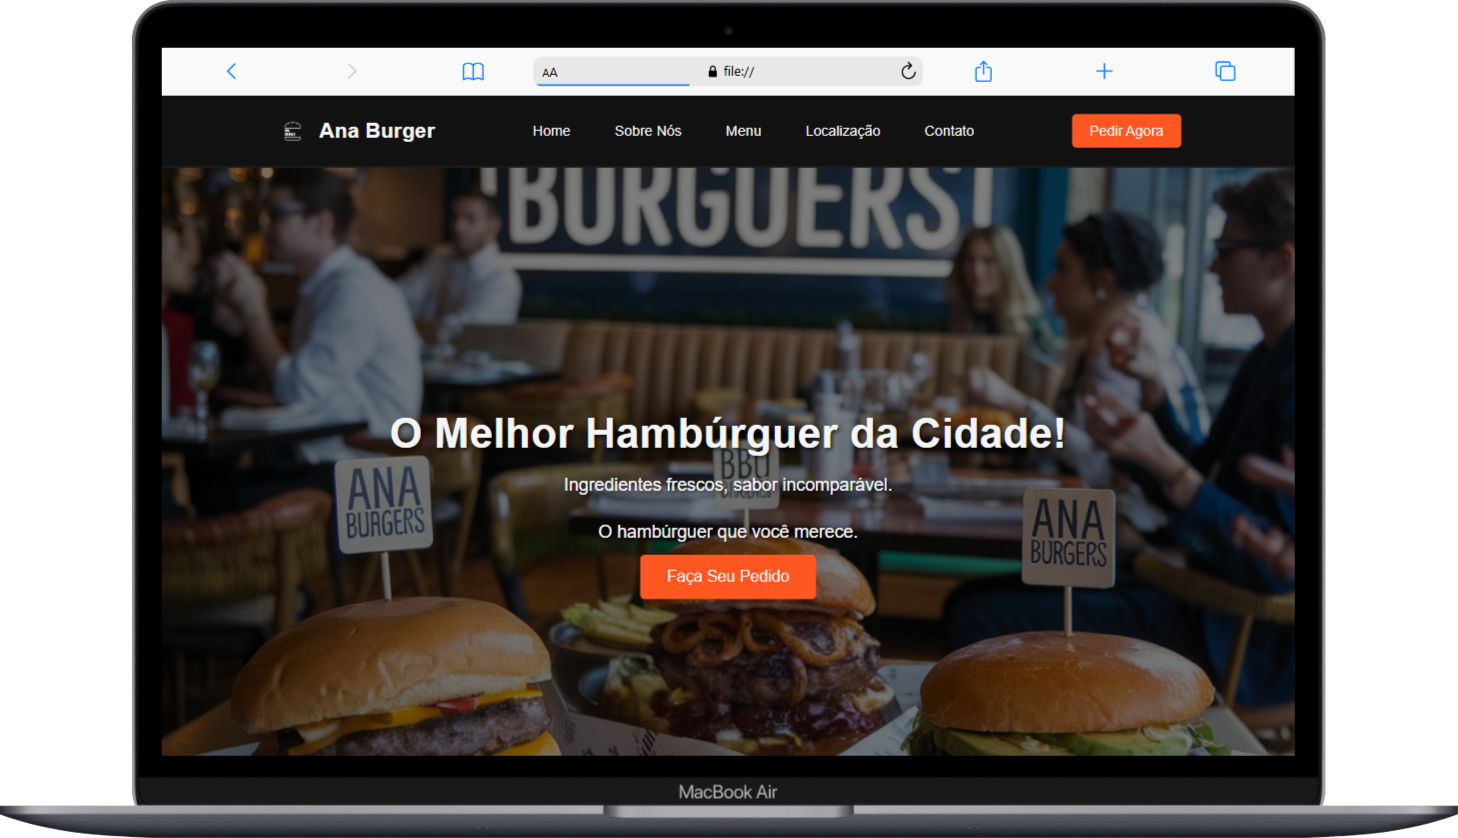 AA
file://
Ana Burger
Home
Sobre Nós
Menu
Localização
Contato
Pedir Agora
BURGUERS
O Melhor Hambúrguer da Cidade!
BBQ
Ingredientes frescos, sabor incomparável.
ANA
BURGERS
ANA
BURGERS
O hambúrguer que você merece.
Faça Seu Pedido
MacBook Air